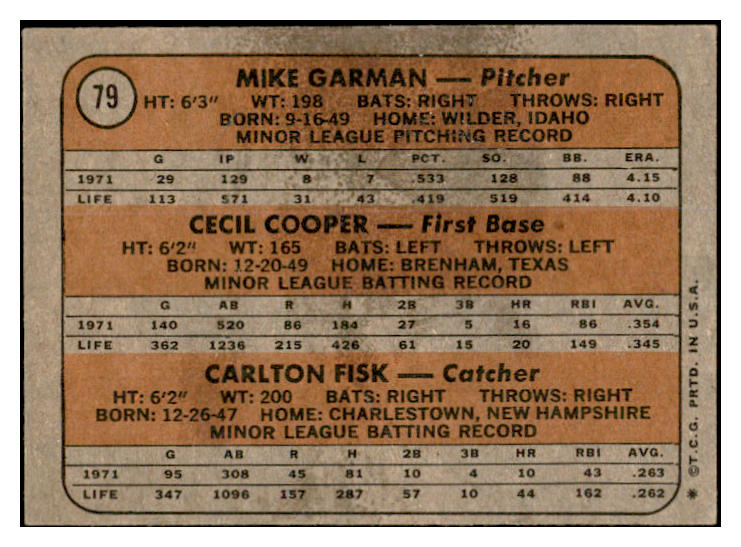 79
MIKE GARMAN — Pitcher
HT: 6'3" WT: 198 BATS: RIGHT THROWS: RIGHT
BORN: 9-16-49 HOME: WILDER, IDAHO
MINOR LEAGUE PITCHING RECORD
G IP W L PCT. SO. BB. ERA.
1971 29 129 8 7 .533 128 88 4.15
LIFE 113 571 31 43 .419 519 414 4.10
CECIL COOPER — First Base
HT: 6'2" WT: 165 BATS: LEFT THROWS: LEFT
BORN: 12-20-49 HOME: BRENHAM, TEXAS
MINOR LEAGUE BATTING RECORD
G AB R H 2B 3B HR RBI AVG.
1971 140 520 86 184 27 5 16 86 .354
LIFE 362 1236 215 426 61 15 20 149 .345
CARLTON FISK — Catcher
HT: 6'2" WT: 200 BATS: RIGHT THROWS: RIGHT
BORN: 12-26-47 HOME: CHARLESTOWN, NEW HAMPSHIRE
MINOR LEAGUE BATTING RECORD
G AB R H 2B 3B HR RBI AVG.
1971 95 308 45 81 10 4 10 43 .263
LIFE 347 1096 157 287 57 10 44 162 .262
* ©T.C.G. PRTD. IN U.S.A.